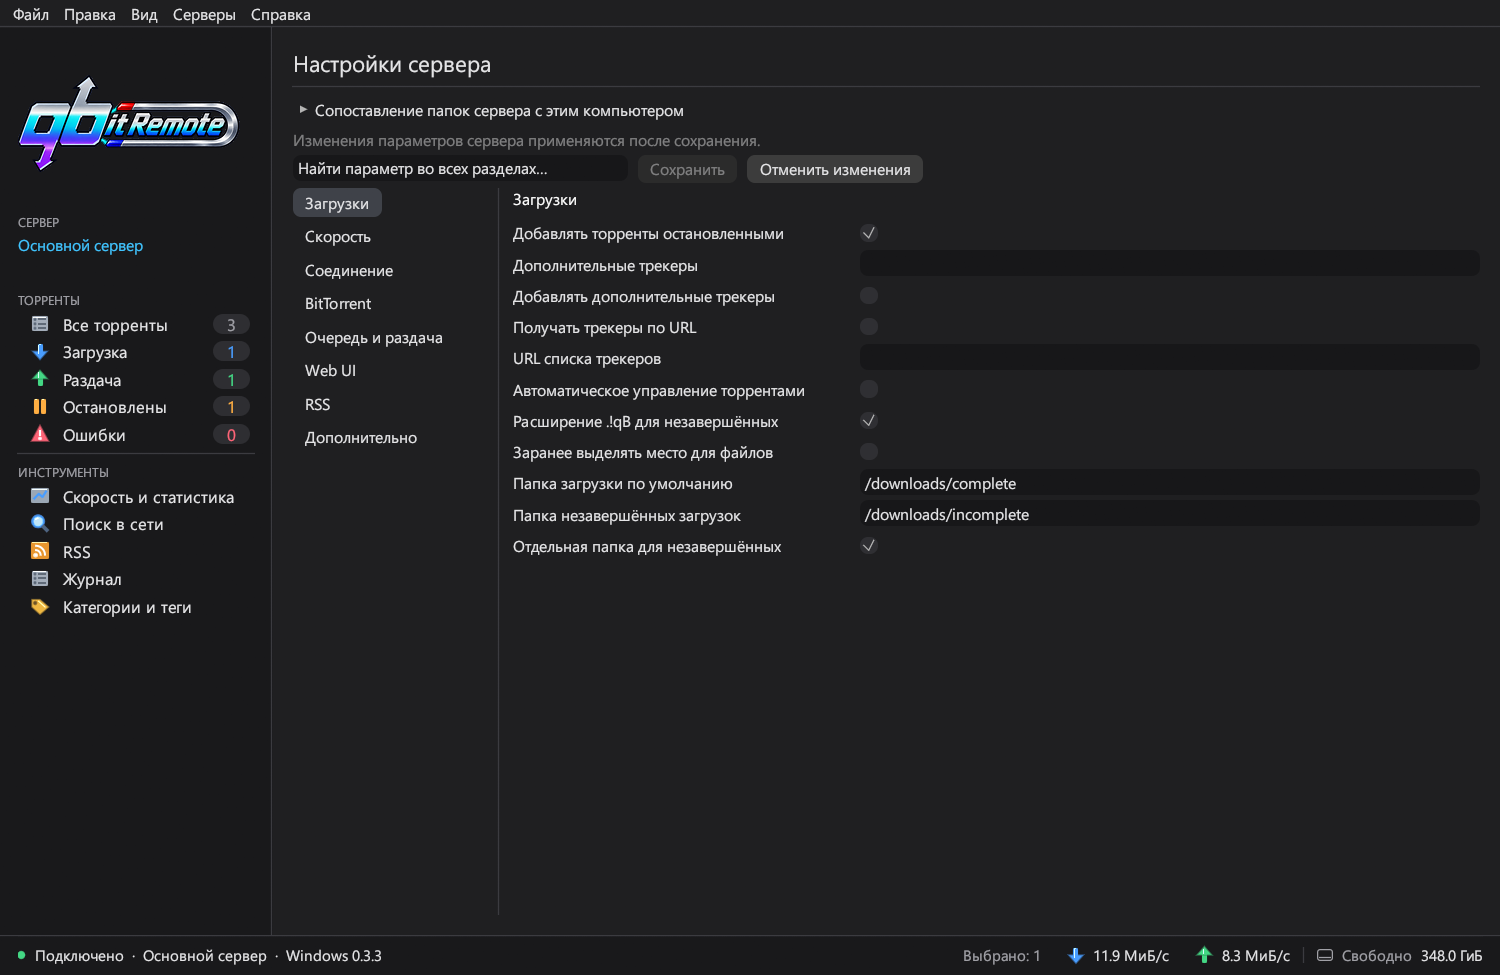 Файл Правка Вид Серверы Справка
qbitRemote
СЕРВЕР
Основной сервер
ТОРРЕНТЫ
Все торренты 3
Загрузка 1
Раздача 1
Остановлены 1
Ошибки 0
ИНСТРУМЕНТЫ
Скорость и статистика
Поиск в сети
RSS
Журнал
Категории и теги
Настройки сервера
Сопоставление папок сервера с этим компьютером
Изменения параметров сервера применяются после сохранения.
Найти параметр во всех разделах... Сохранить Отменить изменения
Загрузки
Скорость
Соединение
BitTorrent
Очередь и раздача
Web UI
RSS
Дополнительно
Загрузки
Добавлять торренты остановленными
Дополнительные трекеры
Добавлять дополнительные трекеры
Получать трекеры по URL
URL списка трекеров
Автоматическое управление торрентами
Расширение .!qB для незавершённых
Заранее выделять место для файлов
Папка загрузки по умолчанию /downloads/complete
Папка незавершённых загрузок /downloads/incomplete
Отдельная папка для незавершённых
Подключено · Основной сервер · Windows 0.3.3 Выбрано: 1 11.9 МиБ/с 8.3 МиБ/с Свободно 348.0 ГиБ